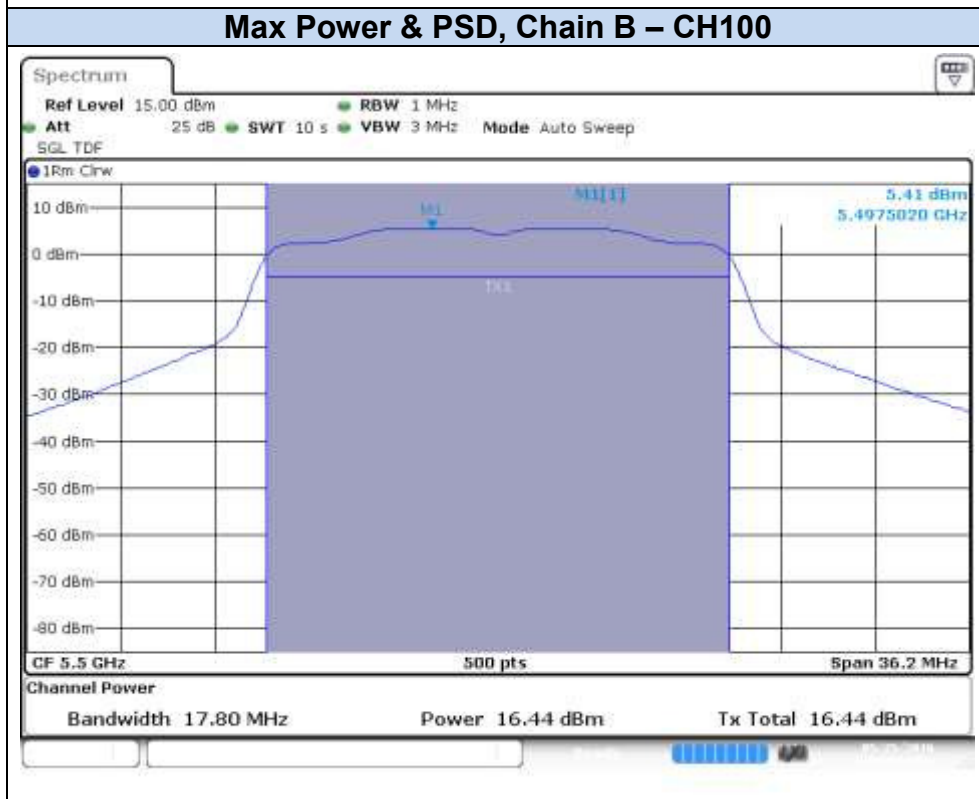 Max Power & PSD, Chain B – CH100
Spectrum
Ref Level 15.00 dBm RBW 1 MHz
Att 25 dB SWT 10 s VBW 3 MHz Mode Auto Sweep
SGL TDF
1Rm Clrw
M1[1] 5.41 dBm
5.4975020 GHz
M1
10 dBm
0 dBm
TX1
-10 dBm
-20 dBm
-30 dBm
-40 dBm
-50 dBm
-60 dBm
-70 dBm
-80 dBm
CF 5.5 GHz 500 pts Span 36.2 MHz
Channel Power
Bandwidth 17.80 MHz Power 16.44 dBm Tx Total 16.44 dBm